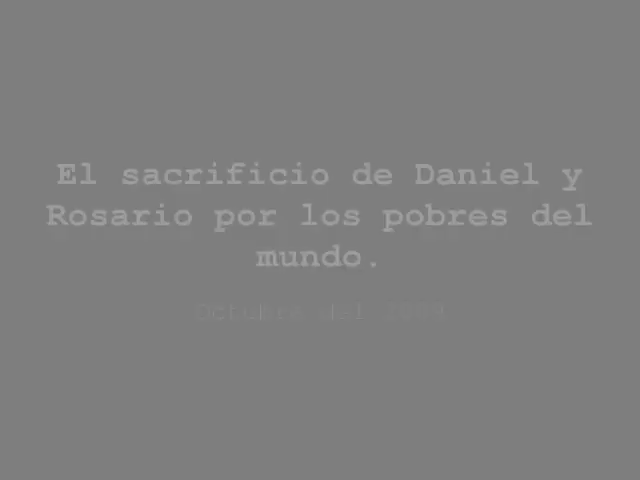 El sacrificio de Daniel y
Rosario por los pobres del
mundo.
Octubre del